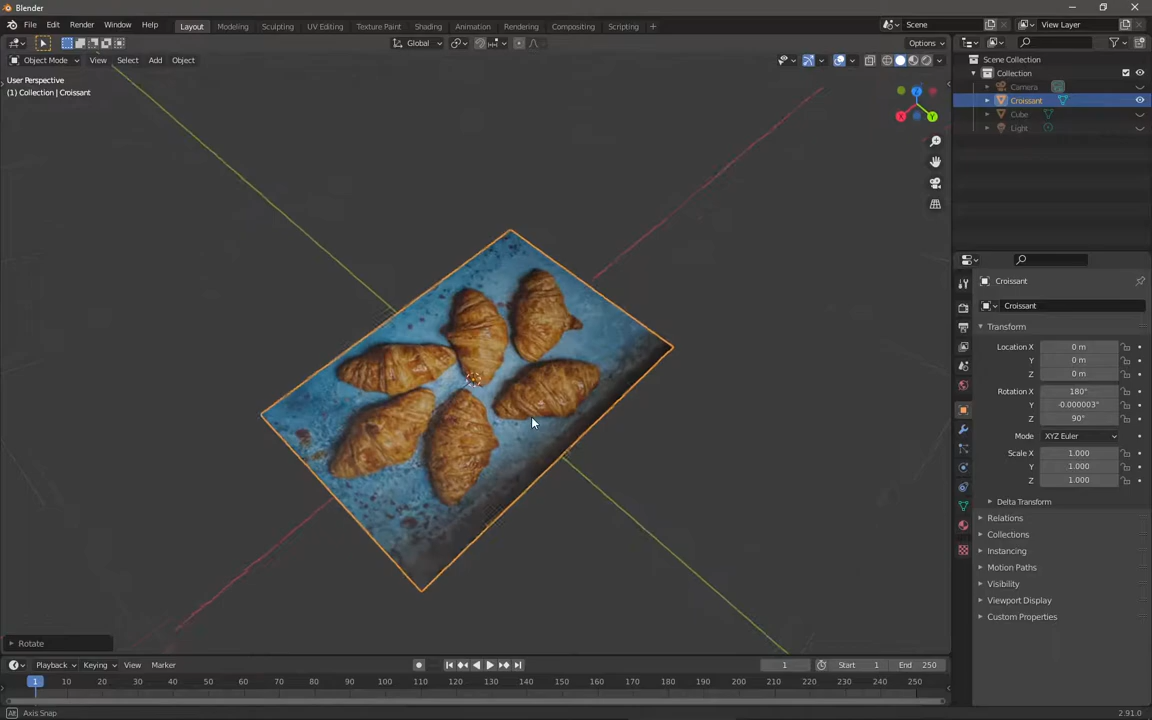 Blender
File Edit Render Window Help
Layout Modeling Sculpting UV Editing Texture Paint Shading Animation Rendering Compositing Scripting +
Scene
View Layer
Global
Options
Object Mode View Select Add Object
User Perspective
(1) Collection | Croissant
X
Y
Z
Scene Collection
Collection
Camera
Croissant
Cube
Light
Croissant
Croissant
Transform
Location X 0 m
Y 0 m
Z 0 m
Rotation X 180°
Y -0.000003°
Z 90°
Mode XYZ Euler
Scale X 1.000
Y 1.000
Z 1.000
Delta Transform
Relations
Collections
Instancing
Motion Paths
Visibility
Viewport Display
Custom Properties
Rotate
Playback Keying View Marker
1
Start 1
End 250
1 10 20 30 40 50 60 70 80 90 100 110 120 130 140 150 160 170 180 190 200 210 220 230 240 250
Alt Axis Snap
2.91.0